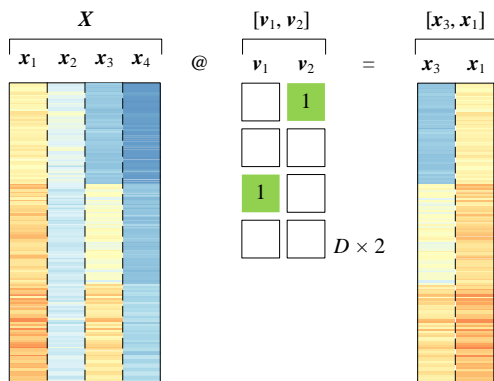 X [v₁, v₂] [x₃, x₁]
x₁ x₂ x₃ x₄ @ v₁ v₂ = x₃ x₁
1
1
D × 2